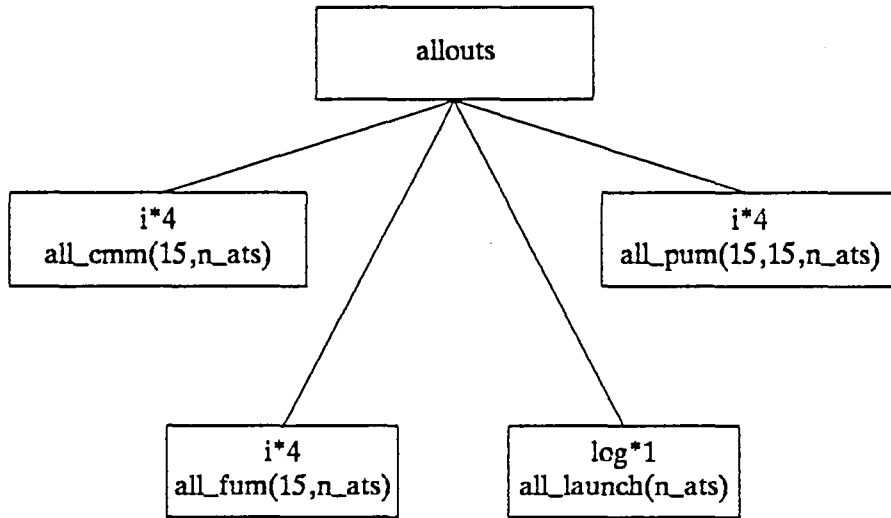 allouts
i*4
all_cmm(15,n_ats)
i*4
all_pum(15,15,n_ats)
i*4
all_fum(15,n_ats)
log*1
all_launch(n_ats)